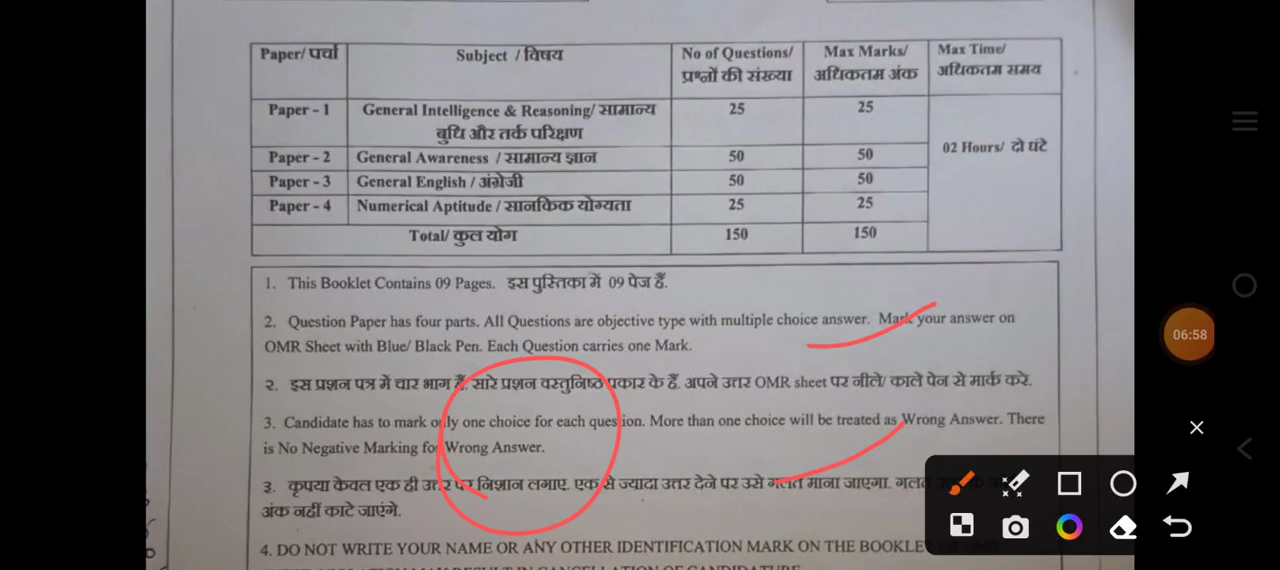 Paper/ पर्चा Subject / विषय No of Questions/ Max Marks/ Max Time/
प्रश्नों की संख्या अधिकतम अंक अधिकतम समय
Paper - 1 General Intelligence & Reasoning/ सामान्य 25 25
बुधि और तर्क परिक्षण
02 Hours/ दो घंटे
Paper - 2 General Awareness / सामान्य ज्ञान 50 50
Paper - 3 General English / अंग्रेजी 50 50
Paper - 4 Numerical Aptitude / सानकिक योग्यता 25 25
Total/ कुल योग 150 150
1. This Booklet Contains 09 Pages. इस पुस्तिका में 09 पेज हैं.
2. Question Paper has four parts. All Questions are objective type with multiple choice answer. Mark your answer on
OMR Sheet with Blue/ Black Pen. Each Question carries one Mark.
२. इस प्रशन पत्र में चार भाग हैं. सारे प्रशन वस्तुनिष्ठ प्रकार के हैं. अपने उत्तर OMR sheet पर नीले/ काले पेन से मार्क करे.
3. Candidate has to mark only one choice for each question. More than one choice will be treated as Wrong Answer. There
is No Negative Marking for Wrong Answer.
३. कृपया केवल एक ही उत्तर पर निशान लगाए. एक से ज्यादा उत्तर देने पर उसे गलत माना जाएगा. गलत
अंक नहीं काटे जाएंगे.
4. DO NOT WRITE YOUR NAME OR ANY OTHER IDENTIFICATION MARK ON THE BOOKLET
06:58